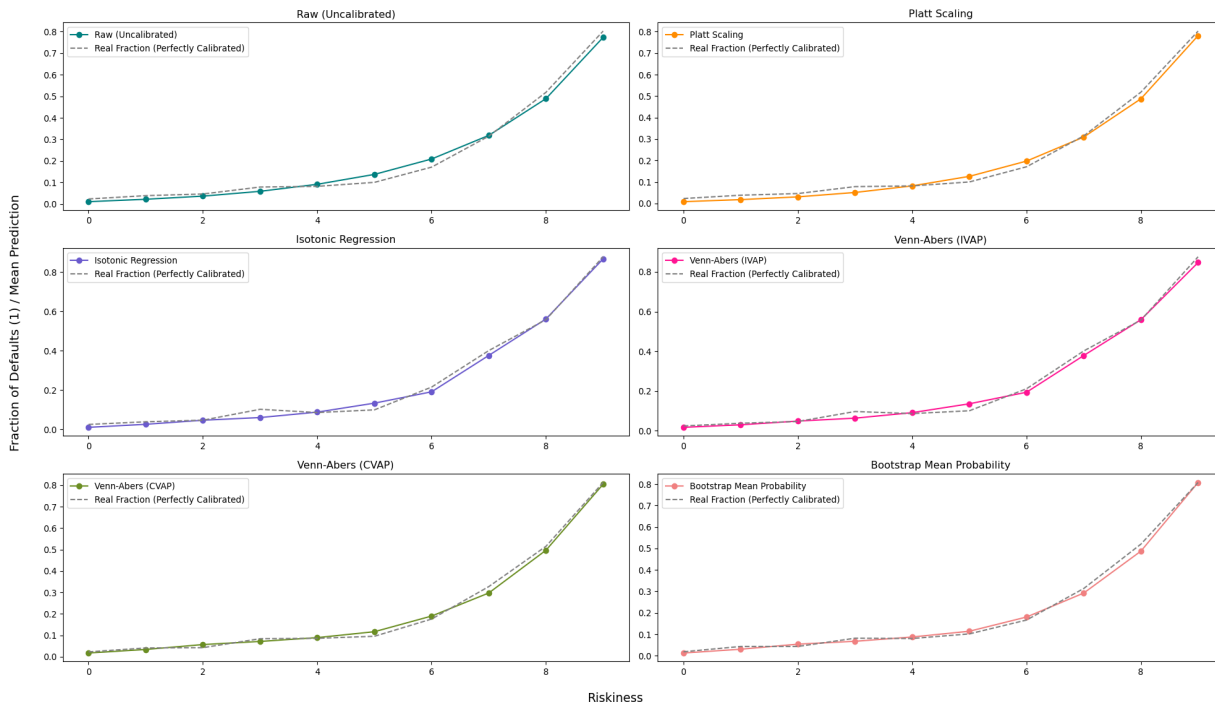 Fraction of Defaults (1) / Mean Prediction
Raw (Uncalibrated)
Raw (Uncalibrated)
Real Fraction (Perfectly Calibrated)
0.8
0.7
0.6
0.5
0.4
0.3
0.2
0.1
0.0
0 2 4 6 8
Platt Scaling
Platt Scaling
Real Fraction (Perfectly Calibrated)
0.8
0.7
0.6
0.5
0.4
0.3
0.2
0.1
0.0
0 2 4 6 8
Isotonic Regression
Isotonic Regression
Real Fraction (Perfectly Calibrated)
0.8
0.6
0.4
0.2
0.0
0 2 4 6 8
Venn-Abers (IVAP)
Venn-Abers (IVAP)
Real Fraction (Perfectly Calibrated)
0.8
0.6
0.4
0.2
0.0
0 2 4 6 8
Venn-Abers (CVAP)
Venn-Abers (CVAP)
Real Fraction (Perfectly Calibrated)
0.8
0.7
0.6
0.5
0.4
0.3
0.2
0.1
0.0
0 2 4 6 8
Bootstrap Mean Probability
Bootstrap Mean Probability
Real Fraction (Perfectly Calibrated)
0.8
0.7
0.6
0.5
0.4
0.3
0.2
0.1
0.0
0 2 4 6 8
Riskiness